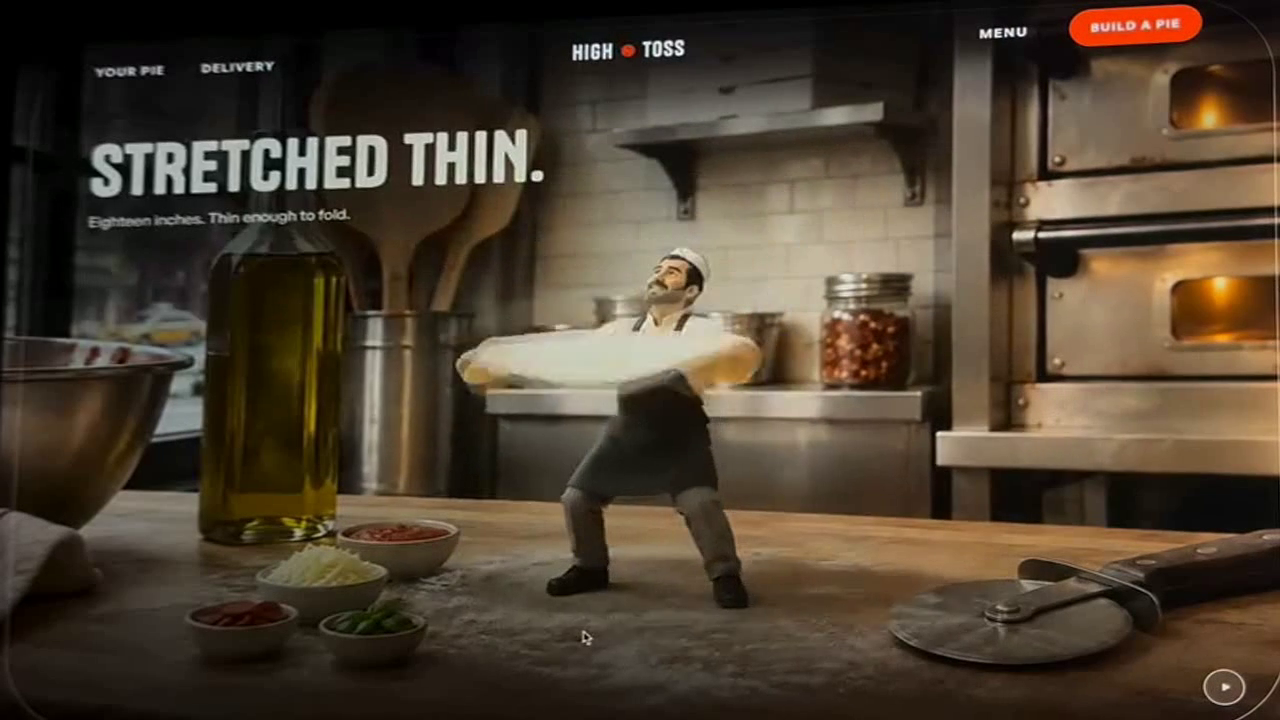 YOUR PIE DELIVERY HIGH TOSS MENU BUILD A PIE
STRETCHED THIN.
Eighteen inches. Thin enough to fold.